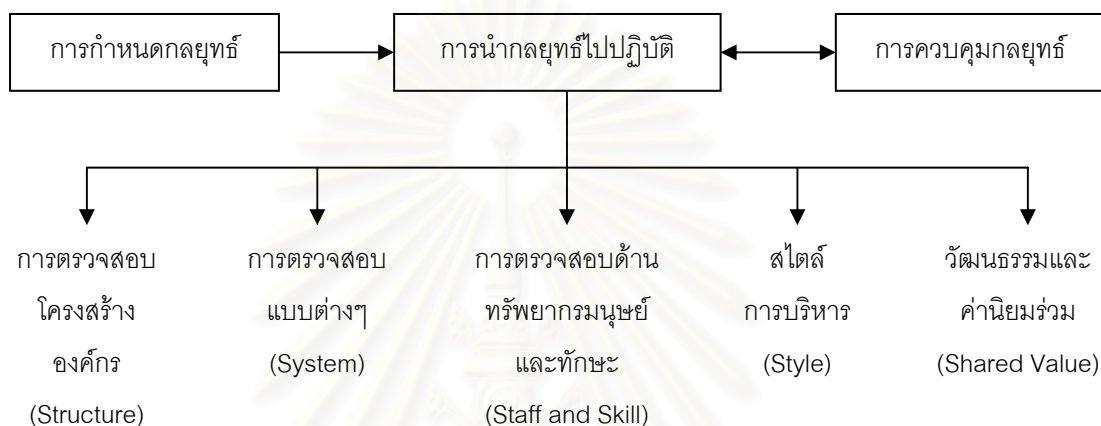 การกำหนดกลยุทธ์
การนำกลยุทธ์ไปปฏิบัติ
การควบคุมกลยุทธ์
การตรวจสอบ
โครงสร้าง
องค์กร
(Structure)
การตรวจสอบ
แบบต่างๆ
(System)
การตรวจสอบด้าน
ทรัพยากรมนุษย์
และทักษะ
(Staff and Skill)
สไตล์
การบริหาร
(Style)
วัฒนธรรมและ
ค่านิยมร่วม
(Shared Value)